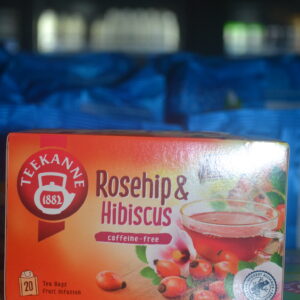 TEEKANNE
1882
Rosehip &
Hibiscus
caffeine-free
20
Tea Bags
Fruit Infusion